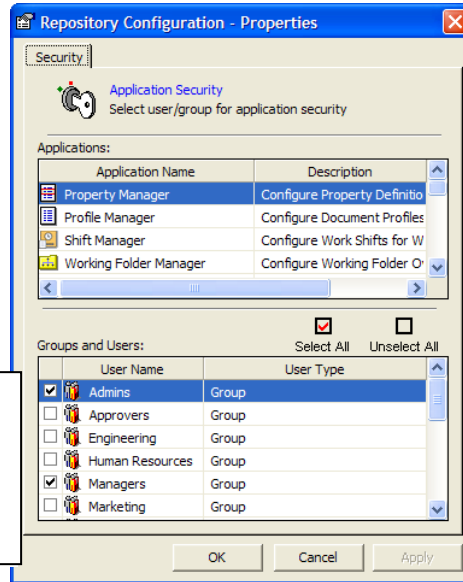 Repository Configuration - Properties
Security
Application Security
Select user/group for application security
Applications:
Application Name Description
Property Manager Configure Property Definitio
Profile Manager Configure Document Profiles
Shift Manager Configure Work Shifts for W
Working Folder Manager Configure Working Folder O
Groups and Users: Select All Unselect All
User Name User Type
Admins Group
Approvers Group
Engineering Group
Human Resources Group
Managers Group
Marketing Group
OK Cancel Apply